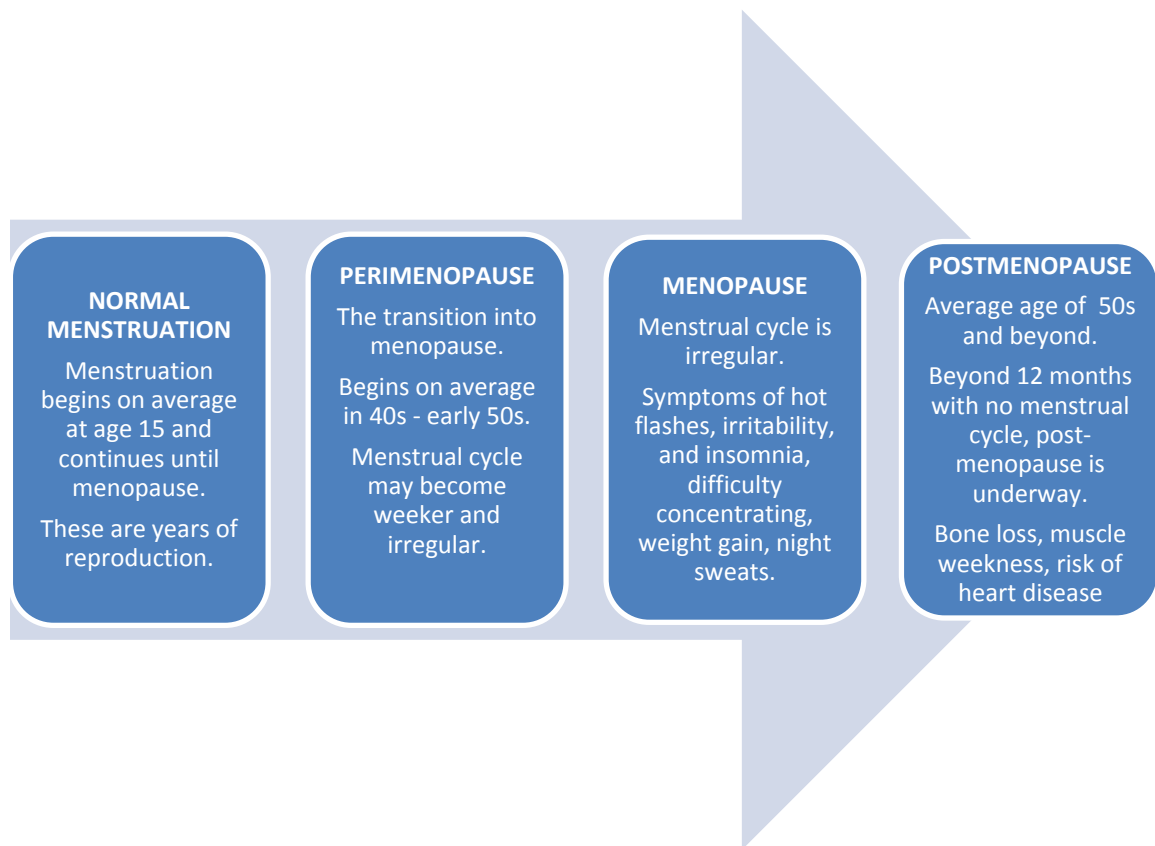 NORMAL
MENSTRUATION
Menstruation
begins on average
at age 15 and
continues until
menopause.
These are years of
reproduction.
PERIMENOPAUSE
The transition into
menopause.
Begins on average
in 40s - early 50s.
Menstrual cycle
may become
weeker and
irregular.
MENOPAUSE
Menstrual cycle is
irregular.
Symptoms of hot
flashes, irritability,
and insomnia,
difficulty
concentrating,
weight gain, night
sweats.
POSTMENOPAUSE
Average age of 50s
and beyond.
Beyond 12 months
with no menstrual
cycle, post-
menopause is
underway.
Bone loss, muscle
weekness, risk of
heart disease